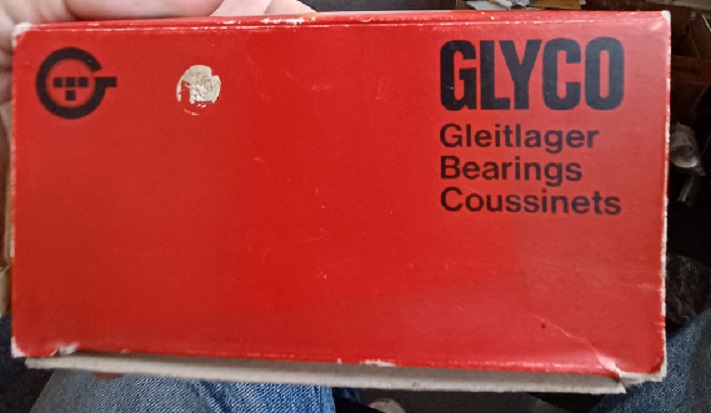 GLYCO
Gleitlager
Bearings
Coussinets